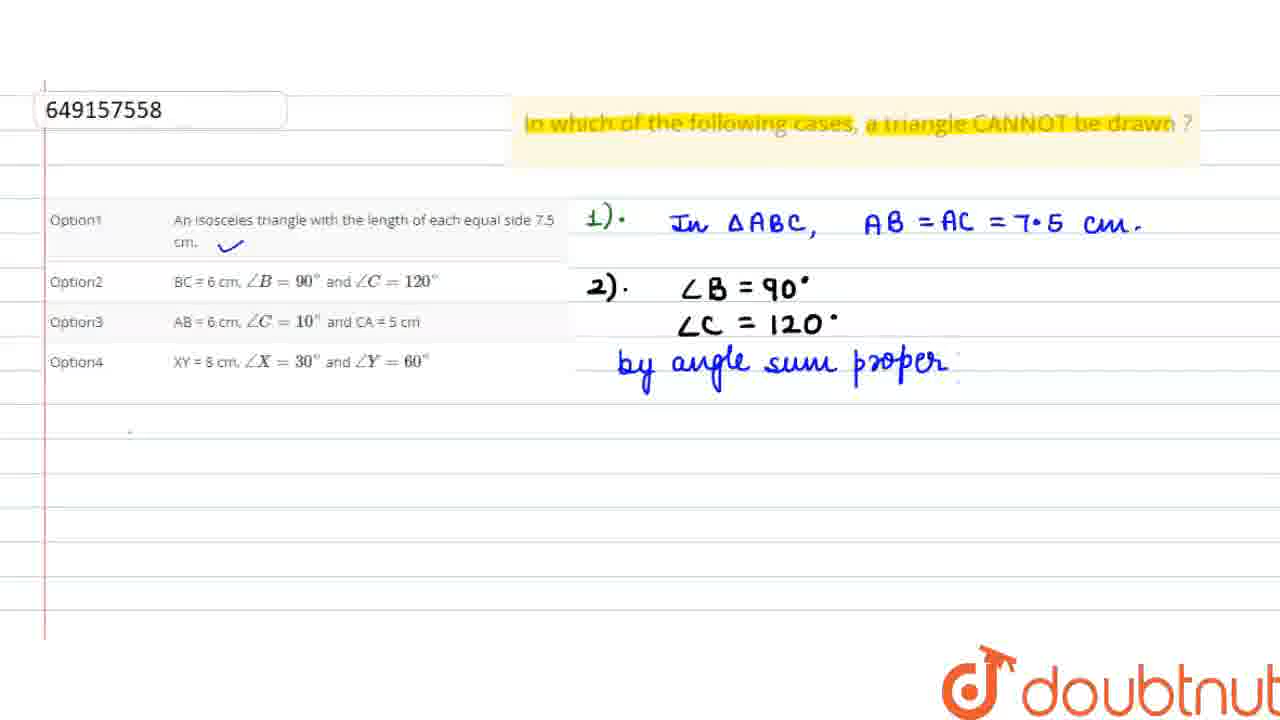 649157558
In which of the following cases, a triangle CANNOT be drawn ?
Option1 An isosceles triangle with the length of each equal side 7.5
cm.
Option2 BC = 6 cm, ∠B = 90° and ∠C = 120°
Option3 AB = 6 cm, ∠C = 10° and CA = 5 cm
Option4 XY = 8 cm, ∠X = 30° and ∠Y = 60°
1). In △ABC, AB = AC = 7.5 cm.
2). ∠B = 90°
∠C = 120°
by angle sum proper
doubtnut